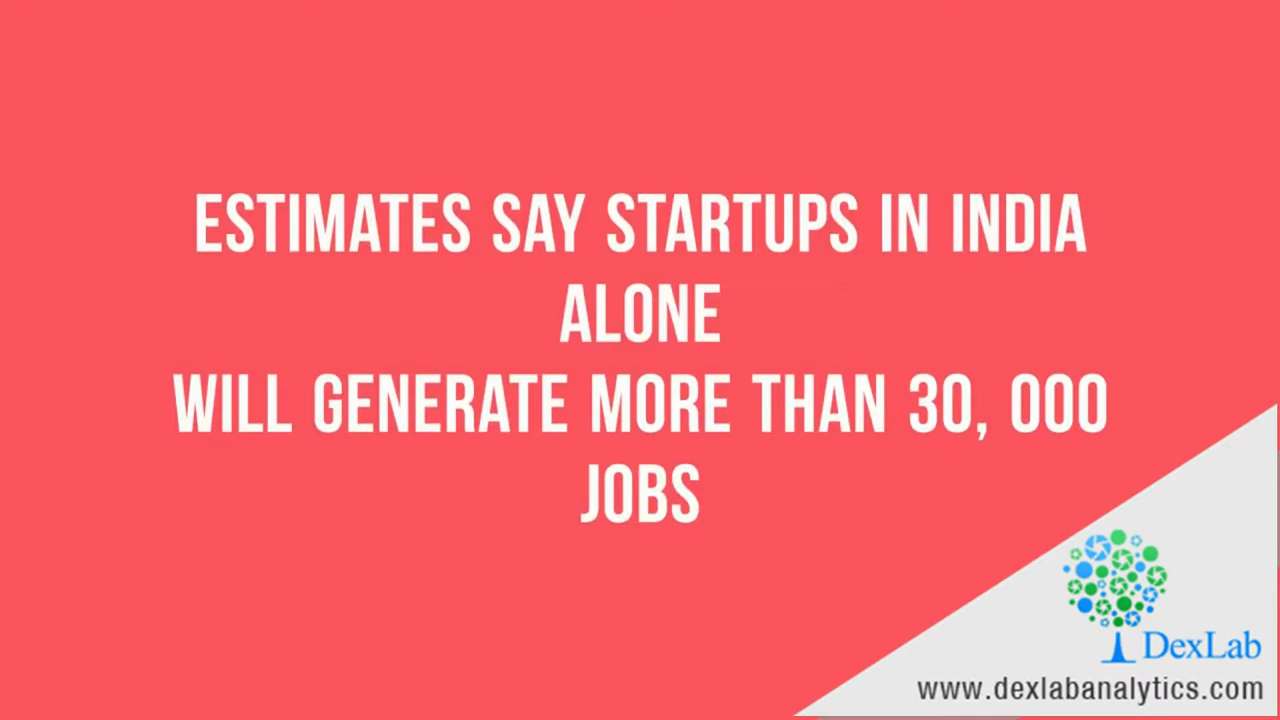 ESTIMATES SAY STARTUPS IN INDIA
ALONE
WILL GENERATE MORE THAN 30, 000
JOBS
DexLab
www.dexlabanalytics.com